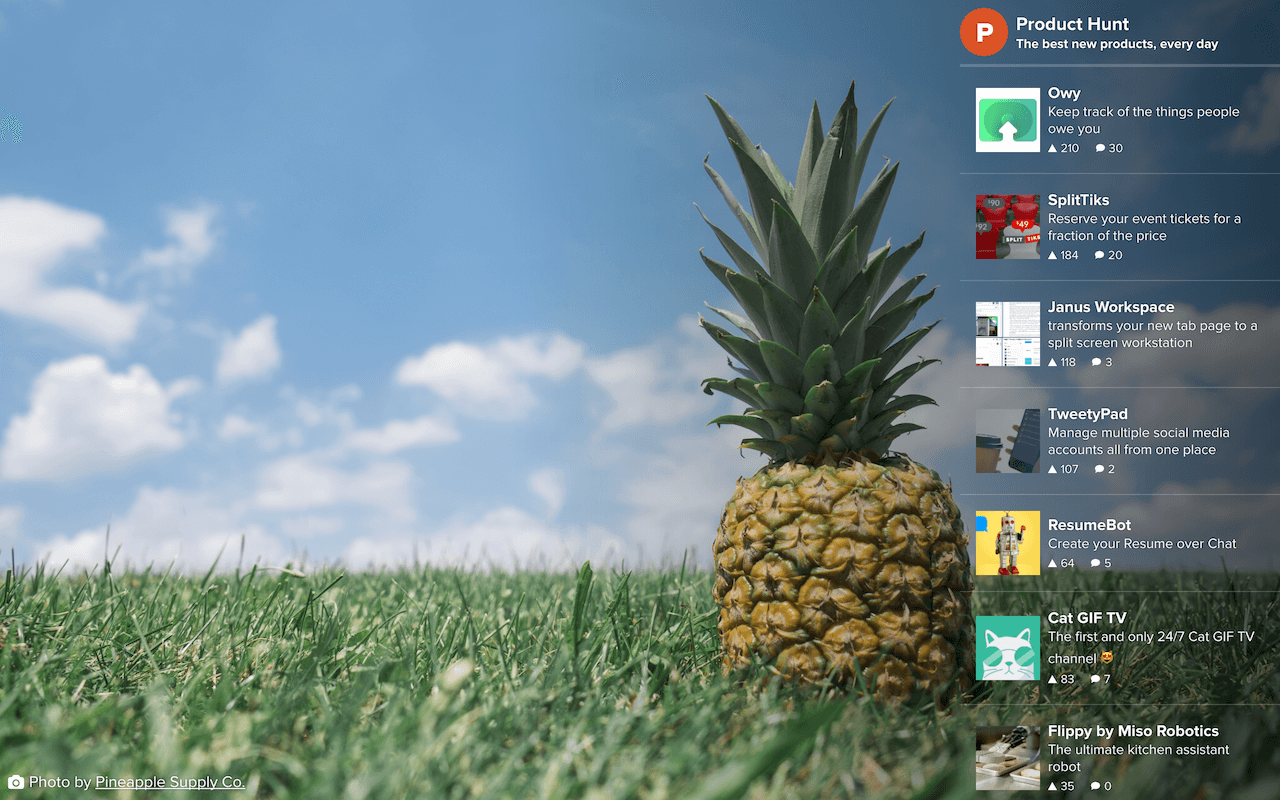 P
Product Hunt
The best new products, every day
Owy
Keep track of the things people
owe you
210 30
SplitTiks
Reserve your event tickets for a
fraction of the price
184 20
$90
$49
SPLIT TIKS
Janus Workspace
transforms your new tab page to a
split screen workstation
118 3
TweetyPad
Manage multiple social media
accounts all from one place
107 2
ResumeBot
Create your Resume over Chat
64 5
Cat GIF TV
The first and only 24/7 Cat GIF TV
channel 😻
83 7
Flippy by Miso Robotics
The ultimate kitchen assistant
robot
35 0
Photo by Pineapple Supply Co.